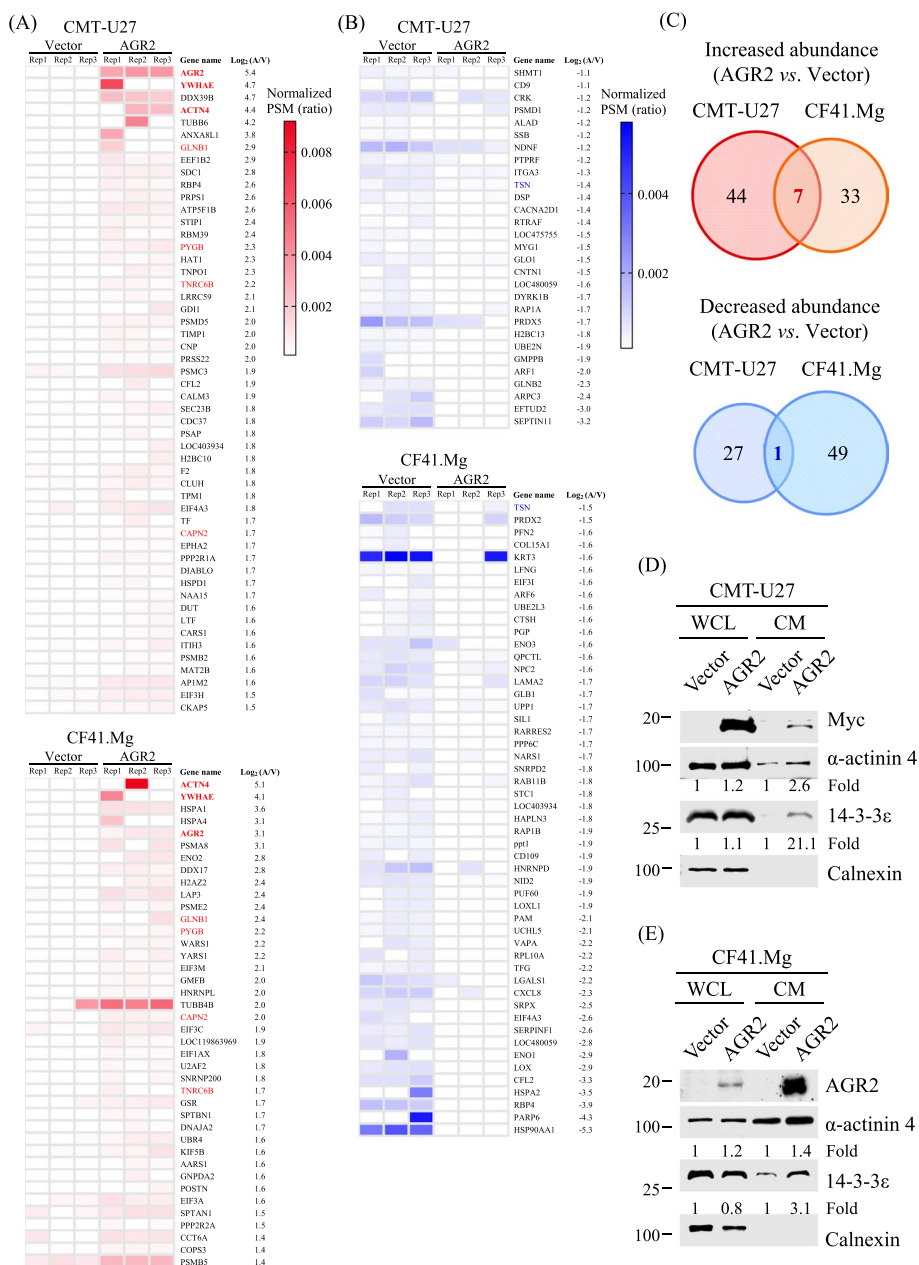 (A)
CMT-U27
Vector AGR2
Rep1 Rep2 Rep3 Rep1 Rep2 Rep3 Gene name Log2 (A/V)
AGR2 5.4
YWHAE 4.7
DDX39B 4.7
ACTN4 4.4
TUBB6 4.2
ANXA8L1 3.8
GLNB1 2.9
EEF1B2 2.9
SDC1 2.8
RBP4 2.6
PRPS1 2.6
ATP5F1B 2.6
STIP1 2.4
RBM39 2.4
PYGB 2.3
HAT1 2.3
TNPO1 2.3
TNRC6B 2.2
LRRC59 2.1
GDI1 2.1
PSMD5 2.0
TIMP1 2.0
CNP 2.0
PRSS22 2.0
PSMC3 1.9
CFL2 1.9
CALM3 1.9
SEC23B 1.8
CDC37 1.8
PSAP 1.8
LOC403934 1.8
H2BC10 1.8
F2 1.8
CLUH 1.8
TPM1 1.8
EIF4A3 1.8
TF 1.7
CAPN2 1.7
EPHA2 1.7
PPP2R1A 1.7
DIABLO 1.7
HSPD1 1.7
NAA15 1.7
DUT 1.6
LTF 1.6
CARS1 1.6
ITIH3 1.6
PSMB2 1.6
MAT2B 1.6
AP1M2 1.6
EIF3H 1.5
CKAP5 1.5
Normalized
PSM (ratio)
0.008
0.006
0.004
0.002
CF41.Mg
Vector AGR2
Rep1 Rep2 Rep3 Rep1 Rep2 Rep3 Gene name Log2 (A/V)
ACTN4 5.1
YWHAE 4.1
HSPA1 3.6
HSPA4 3.1
AGR2 3.1
PSMA8 3.1
ENO2 2.8
DDX17 2.8
H2AZ2 2.4
LAP3 2.4
PSME2 2.4
GLNB1 2.4
PYGB 2.2
WARS1 2.2
YARS1 2.2
EIF3M 2.1
GMFB 2.0
HNRNPL 2.0
TUBB4B 2.0
CAPN2 2.0
EIF3C 1.9
LOC119863969 1.9
EIF1AX 1.8
U2AF2 1.8
SNRNP200 1.8
TNRC6B 1.7
GSR 1.7
SPTBN1 1.7
DNAJA2 1.7
UBR4 1.6
KIF5B 1.6
AARS1 1.6
GNPDA2 1.6
POSTN 1.6
EIF3A 1.6
SPTAN1 1.5
PPP2R2A 1.5
CCT6A 1.4
COPS3 1.4
PSMB5 1.4
(B)
CMT-U27
Vector AGR2
Rep1 Rep2 Rep3 Rep1 Rep2 Rep3 Gene name Log2 (A/V)
SHMT1 -1.1
CD9 -1.1
CRK -1.2
PSMD1 -1.2
ALAD -1.2
SSB -1.2
NDNF -1.2
PTPRF -1.2
ITGA3 -1.3
TSN -1.4
DSP -1.4
CACNA2D1 -1.4
RTRAF -1.4
LOC475755 -1.5
MYG1 -1.5
GLO1 -1.5
CNTN1 -1.5
LOC480059 -1.6
DYRK1B -1.7
RAP1A -1.7
PRDX5 -1.7
H2BC13 -1.8
UBE2N -1.9
GMPPB -1.9
ARF1 -2.0
GLNB2 -2.3
ARPC3 -2.4
EFTUD2 -3.0
SEPTIN11 -3.2
Normalized
PSM (ratio)
0.004
0.002
CF41.Mg
Vector AGR2
Rep1 Rep2 Rep3 Rep1 Rep2 Rep3 Gene name Log2 (A/V)
TSN -1.5
PRDX2 -1.5
PFN2 -1.6
COL15A1 -1.6
KRT3 -1.6
LFNG -1.6
EIF3I -1.6
ARF6 -1.6
UBE2L3 -1.6
CTSH -1.6
PGP -1.6
ENO3 -1.6
QPCTL -1.6
NPC2 -1.6
LAMA2 -1.7
GLB1 -1.7
UPP1 -1.7
SIL1 -1.7
RARRES2 -1.7
PPP6C -1.7
NARS1 -1.7
SNRPD2 -1.8
RAB11B -1.8
STC1 -1.8
LOC403934 -1.8
HAPLN3 -1.8
RAP1B -1.9
ppt1 -1.9
CD109 -1.9
HNRNPD -1.9
NID2 -1.9
PUF60 -1.9
LOXL1 -1.9
PAM -2.1
UCHL5 -2.1
VAPA -2.2
RPL10A -2.2
TFG -2.2
LGALS1 -2.2
CXCL8 -2.3
SRPX -2.5
EIF4A3 -2.6
SERPINF1 -2.6
LOC480059 -2.8
ENO1 -2.9
LOX -2.9
CFL2 -3.3
HSPA2 -3.5
RBP4 -3.9
PARP6 -4.3
HSP90AA1 -5.3
(C)
Increased abundance
(AGR2 vs. Vector)
CMT-U27 CF41.Mg
44 7 33
Decreased abundance
(AGR2 vs. Vector)
CMT-U27 CF41.Mg
27 1 49
(D)
CMT-U27
WCL CM
Vector AGR2 Vector AGR2
20 Myc
100 α-actinin 4
1 1.2 1 2.6 Fold
25 14-3-3ε
1 1.1 1 21.1 Fold
100 Calnexin
(E)
CF41.Mg
WCL CM
Vector AGR2 Vector AGR2
20 AGR2
100 α-actinin 4
1 1.2 1 1.4 Fold
25 14-3-3ε
1 0.8 1 3.1 Fold
100 Calnexin